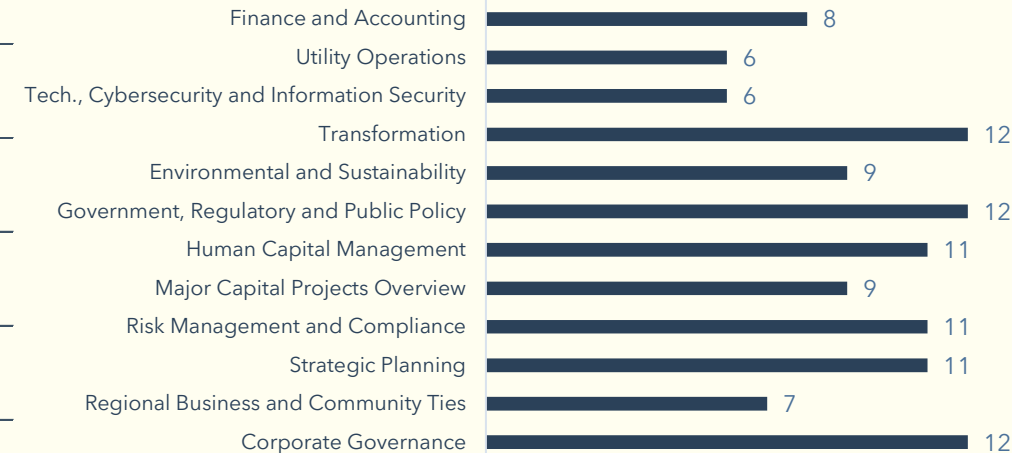 Finance and Accounting 8
Utility Operations 6
Tech., Cybersecurity and Information Security 6
Transformation 12
Environmental and Sustainability 9
Government, Regulatory and Public Policy 12
Human Capital Management 11
Major Capital Projects Overview 9
Risk Management and Compliance 11
Strategic Planning 11
Regional Business and Community Ties 7
Corporate Governance 12